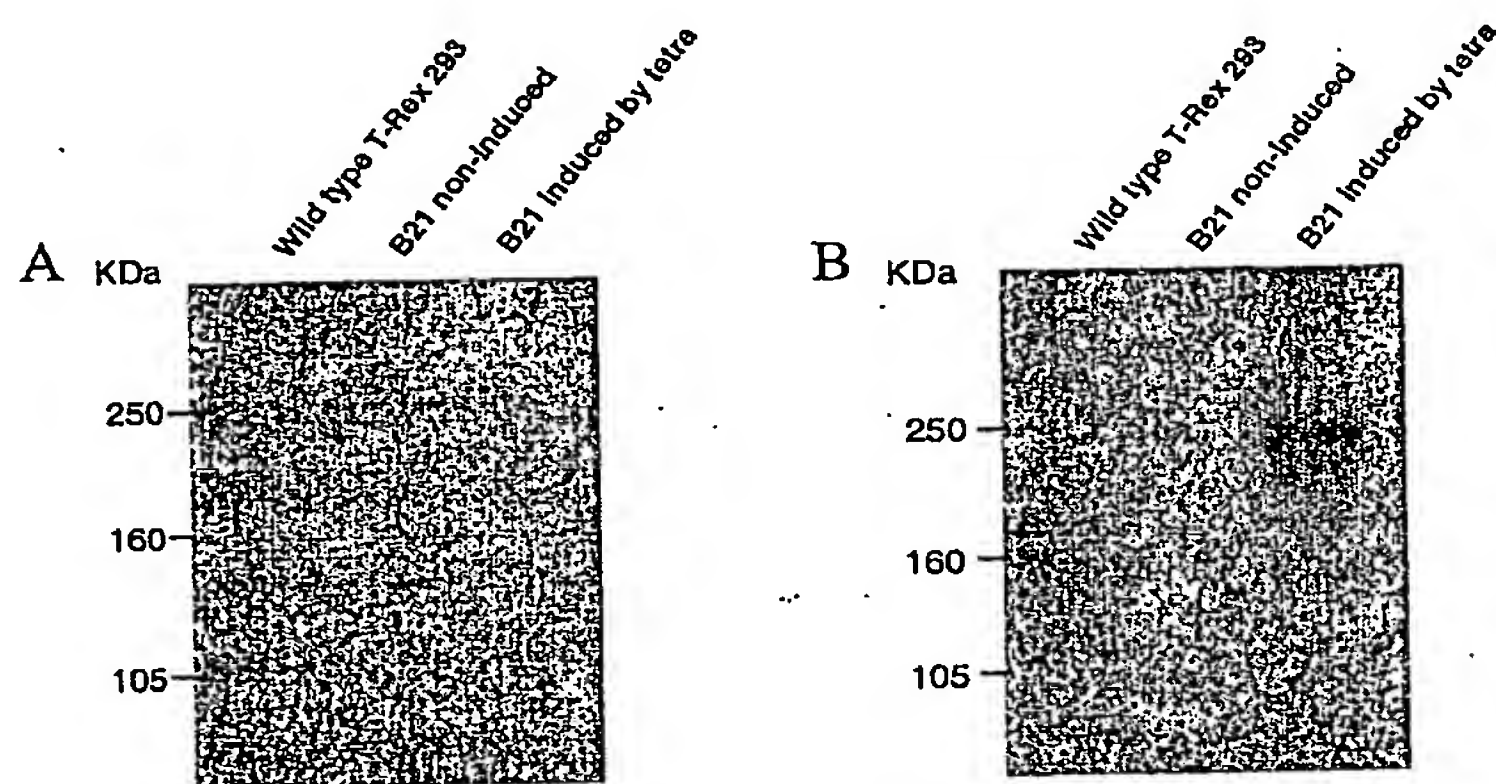 A
KDa
Wild type T-Rex 293
B21 non-Induced
B21 Induced by tetra
250
160
105
B
KDa
Wild type T-Rex 293
B21 non-Induced
B21 Induced by tetra
250
160
105